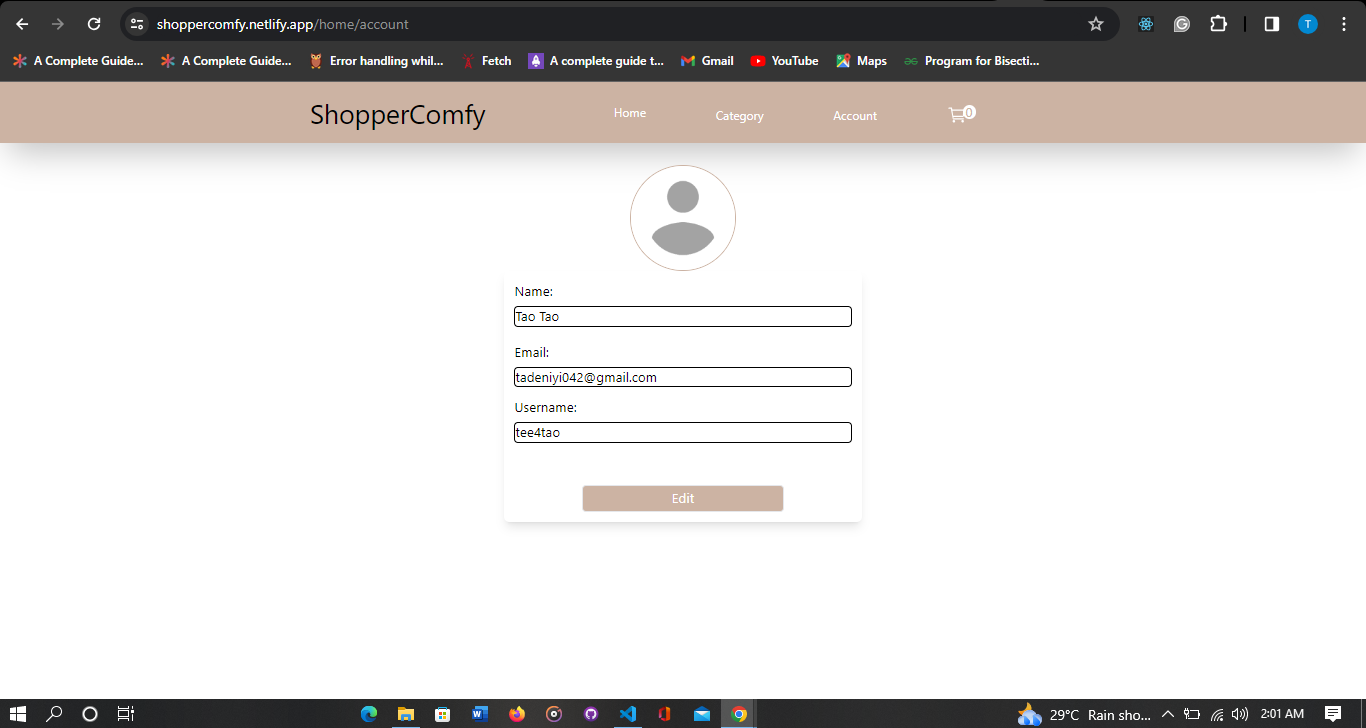 shoppercomfy.netlify.app/home/account
T
A Complete Guide... A Complete Guide... Error handling whil... Fetch A complete guide t... Gmail YouTube Maps Program for Bisecti...
ShopperComfy Home Category Account 0
Name:
Tao Tao
Email:
tadeniyi042@gmail.com
Username:
tee4tao
Edit
29°C Rain sho... 2:01 AM